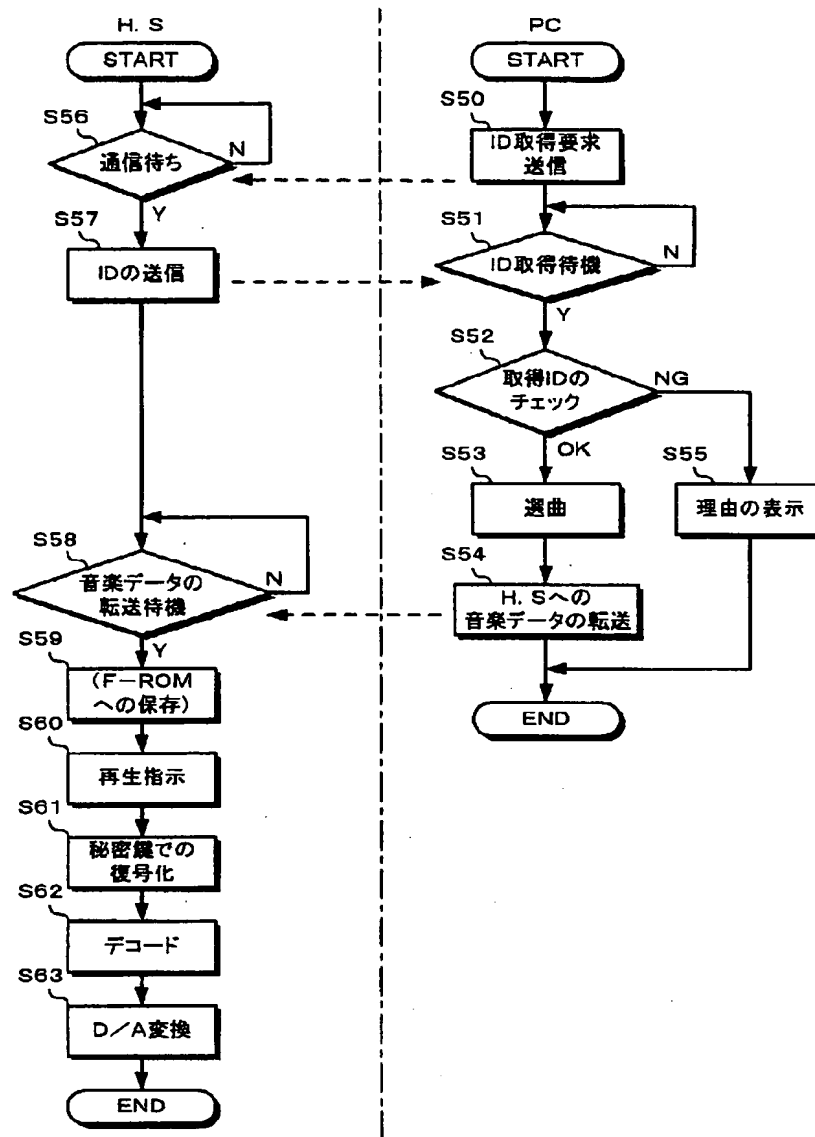 H. S
START
S56
通信待ち
N
Y
S57
IDの送信
S58
音楽データの
転送待機
N
Y
S59
(F-ROM
への保存)
S60
再生指示
S61
秘密鍵での
復号化
S62
デコード
S63
D/A変換
END
PC
START
S50
ID取得要求
送信
S51
ID取得待機
N
Y
S52
取得IDの
チェック
NG
OK
S53
選曲
S55
理由の表示
S54
H. Sへの
音楽データの転送
END